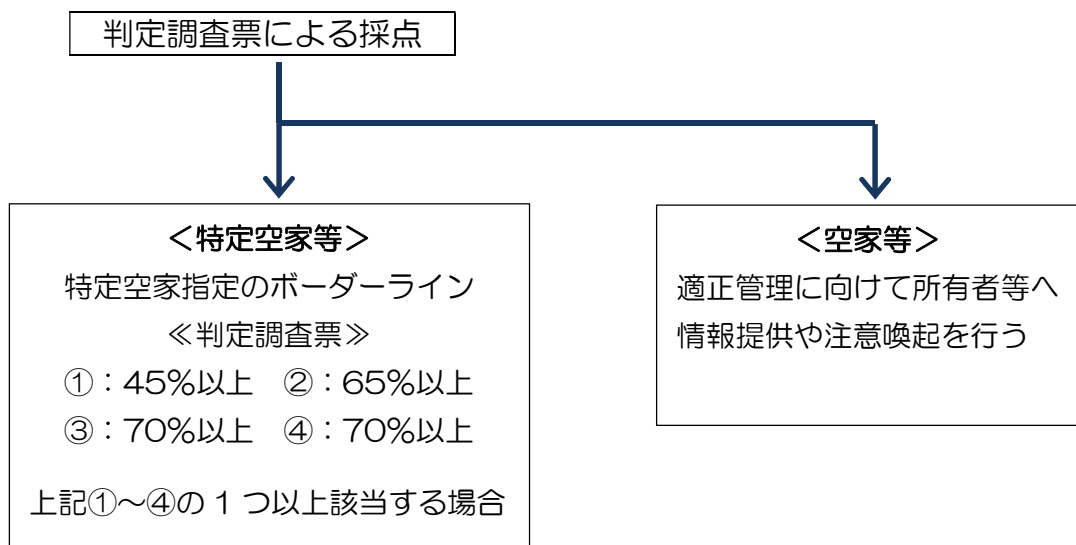 判定調査票による採点
＜特定空家等＞
特定空家指定のボーダーライン
≪判定調査票≫
①：45%以上　②：65%以上
③：70%以上　④：70%以上
上記①～④の 1 つ以上該当する場合
＜空家等＞
適正管理に向けて所有者等へ
情報提供や注意喚起を行う